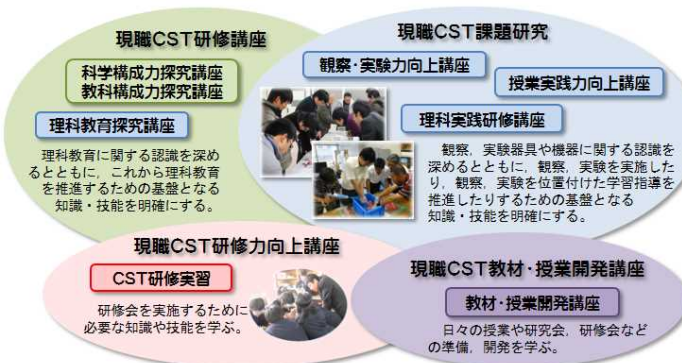 現職CST研修講座
科学構成力探究講座
教科構成力探究講座
理科教育探究講座
理科教育に関する認識を深め
るとともに，これから理科教育
を推進するための基盤となる
知識・技能を明確にする。
現職CST課題研究
観察・実験力向上講座
授業実践力向上講座
理科実践研修講座
観察，実験器具や機器に関する認識を
深めるとともに，観察，実験を実施した
り，観察，実験を位置付けた学習指導を
推進したりするための基盤となる
知識・技能を明確にする。
現職CST研修力向上講座
CST研修実習
研修会を実施するために
必要な知識や技能を学ぶ。
現職CST教材・授業開発講座
教材・授業開発講座
日々の授業や研究会，研修会など
の準備，開発を学ぶ。